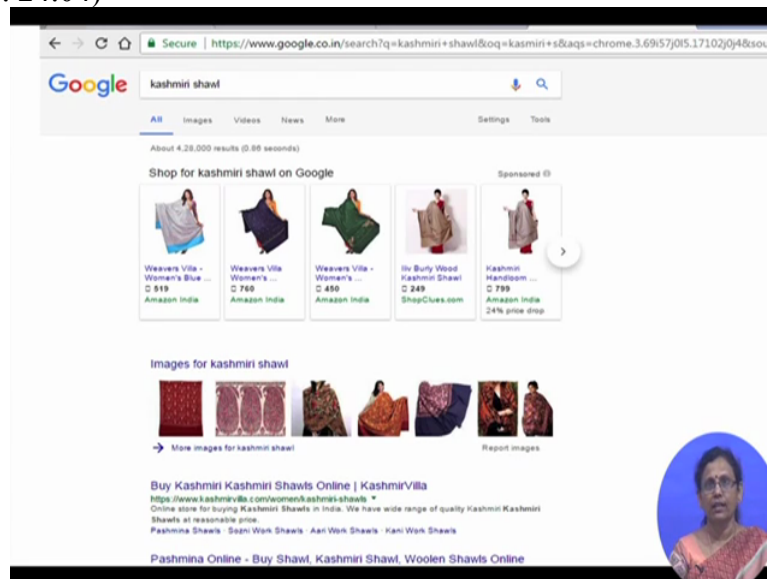 Secure | https://www.google.co.in/search?q=kashmiri+shawl&oq=kasmiri+s&aqs=chrome.3.69i57j0l5.17102j0j4&sou
Google
kashmiri shawl
All Images Videos News More Settings Tools
About 4,28,000 results (0.86 seconds)
Shop for kashmiri shawl on Google
Sponsored
Weavers Villa - Weavers Villa Weavers Villa - Iiv Burly Wood Kashmiri
Women's Blue ... Women's ... Women's ... Kashmiri Shawl Handloom ...
519 760 450 249 799
Amazon India Amazon India Amazon India ShopClues.com Amazon India
24% price drop
Images for kashmiri shawl
More images for kashmiri shawl Report images
Buy Kashmiri Kashmiri Shawls Online | KashmirVilla
https://www.kashmirvilla.com/women/kashmiri-shawls
Online store for buying Kashmiri Shawls in India. We have wide range of quality Kashmiri Kashmiri
Shawls at reasonable price.
Pashmina Shawls · Sozni Work Shawls · Aari Work Shawls · Kani Work Shawls
Pashmina Online - Buy Shawl, Kashmiri Shawl, Woolen Shawls Online